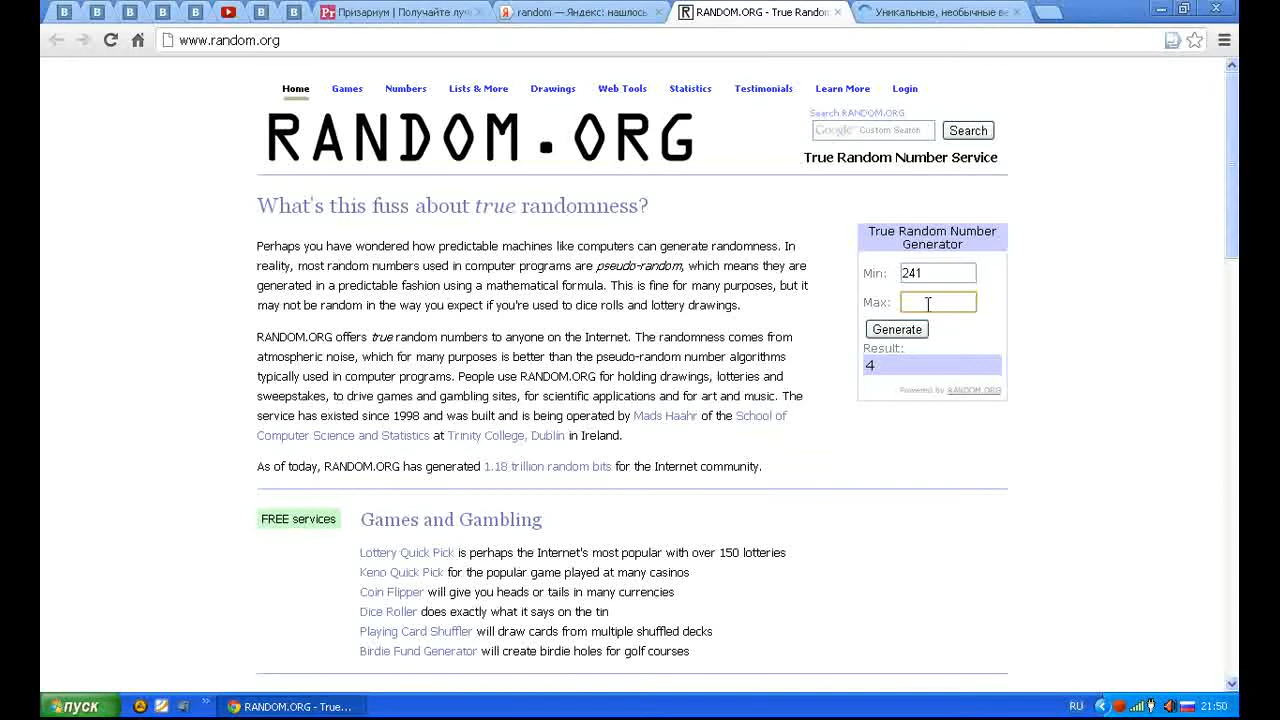 Призариум | Получайте луч
random — Яндекс: нашлось
RANDOM.ORG - True Random
Уникальные, необычные ве
www.random.org
Home Games Numbers Lists & More Drawings Web Tools Statistics Testimonials Learn More Login
RANDOM.ORG
Search RANDOM.ORG
Google Custom Search Search
True Random Number Service
What's this fuss about true randomness?
Perhaps you have wondered how predictable machines like computers can generate randomness. In
reality, most random numbers used in computer programs are pseudo-random, which means they are
generated in a predictable fashion using a mathematical formula. This is fine for many purposes, but it
may not be random in the way you expect if you're used to dice rolls and lottery drawings.
RANDOM.ORG offers true random numbers to anyone on the Internet. The randomness comes from
atmospheric noise, which for many purposes is better than the pseudo-random number algorithms
typically used in computer programs. People use RANDOM.ORG for holding drawings, lotteries and
sweepstakes, to drive games and gambling sites, for scientific applications and for art and music. The
service has existed since 1998 and was built and is being operated by Mads Haahr of the School of
Computer Science and Statistics at Trinity College, Dublin in Ireland.
As of today, RANDOM.ORG has generated 1.18 trillion random bits for the Internet community.
True Random Number
Generator
Min: 241
Max:
Generate
Result:
4
Powered by RANDOM.ORG
FREE services
Games and Gambling
Lottery Quick Pick is perhaps the Internet's most popular with over 150 lotteries
Keno Quick Pick for the popular game played at many casinos
Coin Flipper will give you heads or tails in many currencies
Dice Roller does exactly what it says on the tin
Playing Card Shuffler will draw cards from multiple shuffled decks
Birdie Fund Generator will create birdie holes for golf courses
пуск
RANDOM.ORG - True...
RU
21:50